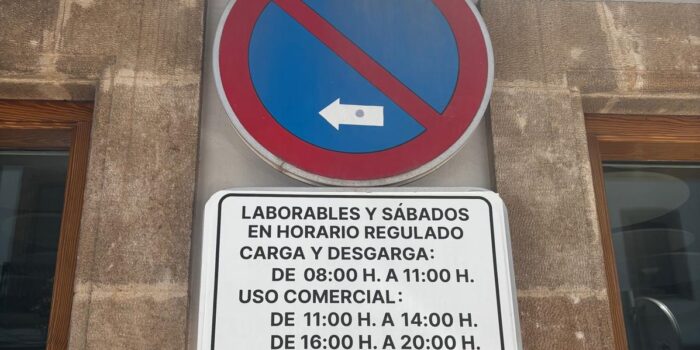 LABORABLES Y SÁBADOS
EN HORARIO REGULADO
CARGA Y DESGARGA:
DE 08:00 H. A 11:00 H.
USO COMERCIAL:
DE 11:00 H. A 14:00 H.
DE 16:00 H. A 20:00 H.